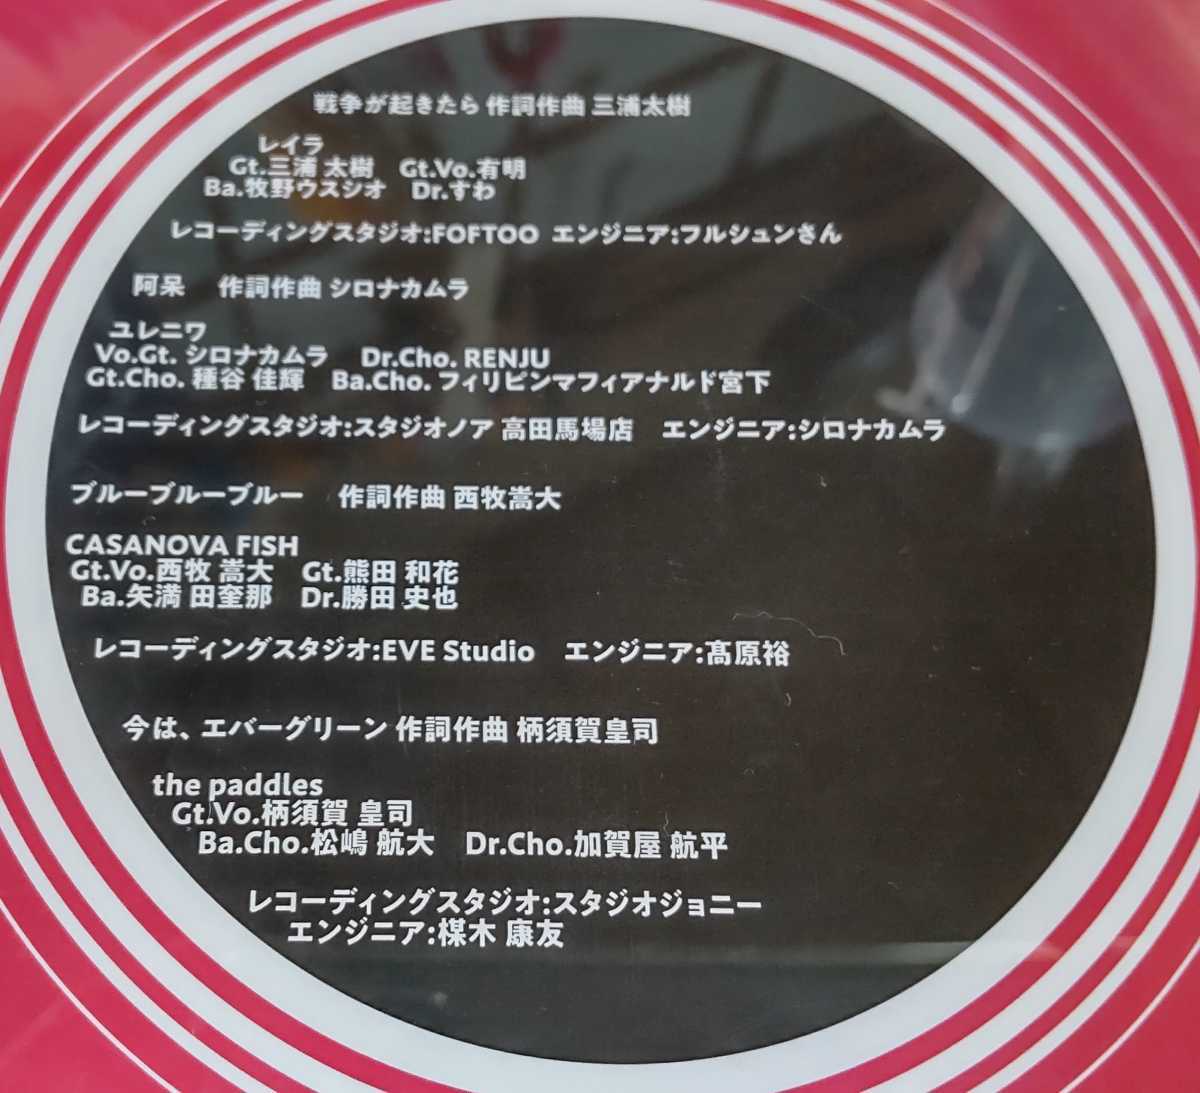 戦争が起きたら 作詞作曲 三浦太樹
レイラ
Gt.三浦 太樹 Gt.Vo.有明
Ba.牧野ウスシオ Dr.すわ
レコーディングスタジオ:FOFTOO エンジニア:フルシュンさん
阿呆 作詞作曲 シロナカムラ
ユレニワ
Vo.Gt. シロナカムラ Dr.Cho. RENJU
Gt.Cho. 種谷 佳輝 Ba.Cho. フィリピンマフィアナルド宮下
レコーディングスタジオ:スタジオノア 高田馬場店 エンジニア:シロナカムラ
ブルーブルーブルー 作詞作曲 西牧嵩大
CASANOVA FISH
Gt.Vo.西牧 嵩大 Gt.熊田 和花
Ba.矢満 田奎那 Dr.勝田 史也
レコーディングスタジオ:EVE Studio エンジニア:髙原裕
今は、エバーグリーン 作詞作曲 柄須賀皇司
the paddles
Gt.Vo.柄須賀 皇司
Ba.Cho.松嶋 航大 Dr.Cho.加賀屋 航平
レコーディングスタジオ:スタジオジョニー
エンジニア:楳木 康友